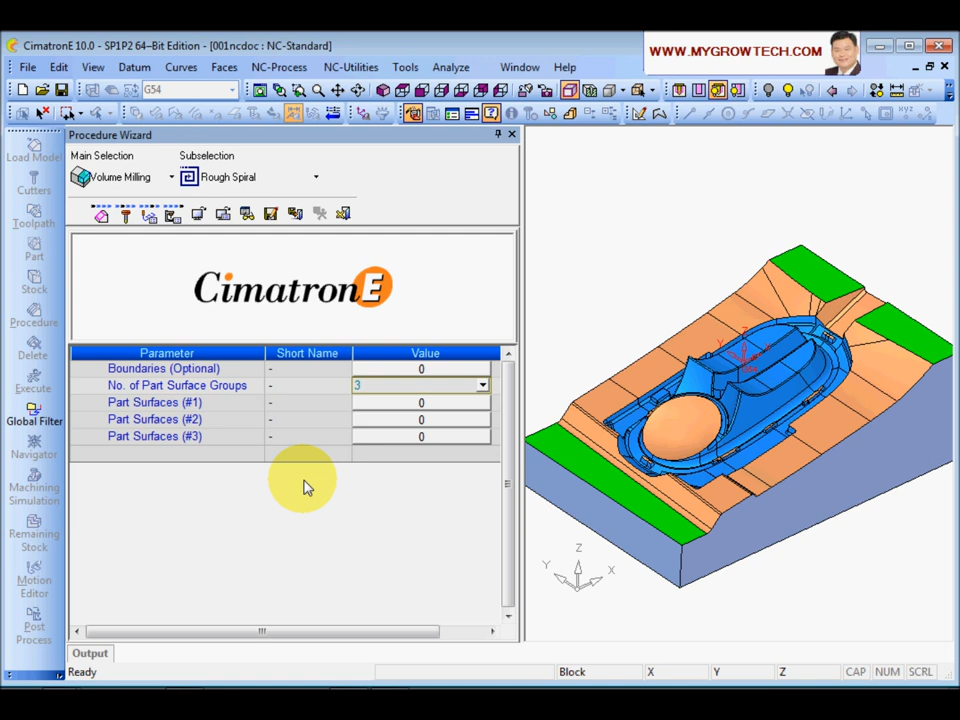 CimatronE 10.0 - SP1P2 64-Bit Edition - [001ncdoc : NC-Standard]
WWW.MYGROWTECH.COM
File Edit View Datum Curves Faces NC-Process NC-Utilities Tools Analyze Window Help
G54
Procedure Wizard
Main Selection Subselection
Volume Milling Rough Spiral
Load Model
Cutters
Toolpath
Part
Stock
Procedure
Delete
Execute
Global Filter
Navigator
Machining
Simulation
Remaining
Stock
Motion
Editor
Post
Process
CimatronE
Parameter Short Name Value
Boundaries (Optional) - 0
No. of Part Surface Groups - 3
Part Surfaces (#1) - 0
Part Surfaces (#2) - 0
Part Surfaces (#3) - 0
Z
Y X
Output
Ready Block X Y Z CAP NUM SCRL